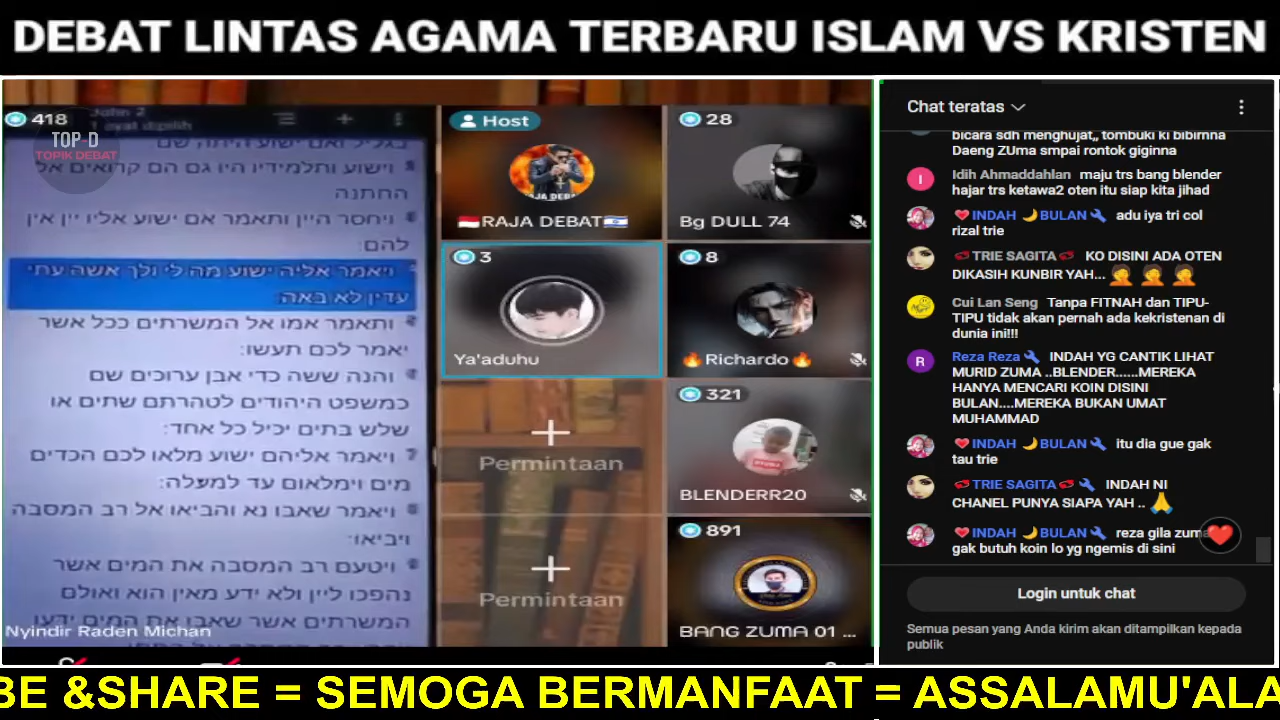 DEBAT LINTAS AGAMA TERBARU ISLAM VS KRISTEN
418
John 2
1 ayat dipilih
TOP-D
TOPIK DEBAT
בגליל ואם ישוע היתה שם׃
וישוע ותלמידיו היו גם הם קרואים אל
החתנה׃
ויחסר היין ותאמר אם ישוע אליו יין אין
להם׃
ויאמר אליה ישוע מה לי ולך אשה עתי
עדין לא באה׃
ותאמר אמו אל המשרתים ככל אשר
יאמר לכם תעשו׃
והנה ששה כדי אבן ערוכים שם
כמשפט היהודים לטהרתם שתים או
שלש בתים יכיל כל אחד׃
ויאמר אליהם ישוע מלאו לכם הכדים
מים וימלאום עד למעלה׃
ויאמר שאבו נא והביאו אל רב המסבה
ויביאו׃
ויטעם רב המסבה את המים אשר
נהפכו ליין ולא ידע מאין הוא ואולם
המשרתים אשר שאבו את המים ידעו
Nyindir Raden Michan
Host
RAJA DEBAT
28
Bg DULL 74
3
Ya'aduhu
8
Richardo
Permintaan
321
BLENDERR20
Permintaan
891
BANG ZUMA 01 ...
Chat teratas
bicara sdh menghujat,, tombuki ki bibirnna
Daeng ZUma smpai rontok giginna
Idih Ahmaddahlan maju trs bang blender
hajar trs ketawa2 oten itu siap kita jihad
INDAH BULAN adu iya tri col
rizal trie
TRIE SAGITA KO DISINI ADA OTEN
DIKASIH KUNBIR YAH...
Cui Lan Seng Tanpa FITNAH dan TIPU-
TIPU tidak akan pernah ada kekristenan di
dunia ini!!!
Reza Reza INDAH YG CANTIK LIHAT
MURID ZUMA ..BLENDER......MEREKA
HANYA MENCARI KOIN DISINI
BULAN....MEREKA BUKAN UMAT
MUHAMMAD
INDAH BULAN itu dia gue gak
tau trie
TRIE SAGITA INDAH NI
CHANEL PUNYA SIAPA YAH ..
INDAH BULAN reza gila zuma
gak butuh koin lo yg ngemis di sini
Login untuk chat
Semua pesan yang Anda kirim akan ditampilkan kepada
publik
BE &SHARE = SEMOGA BERMANFAAT = ASSALAMU'ALA